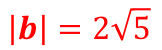 |b| = 2√5